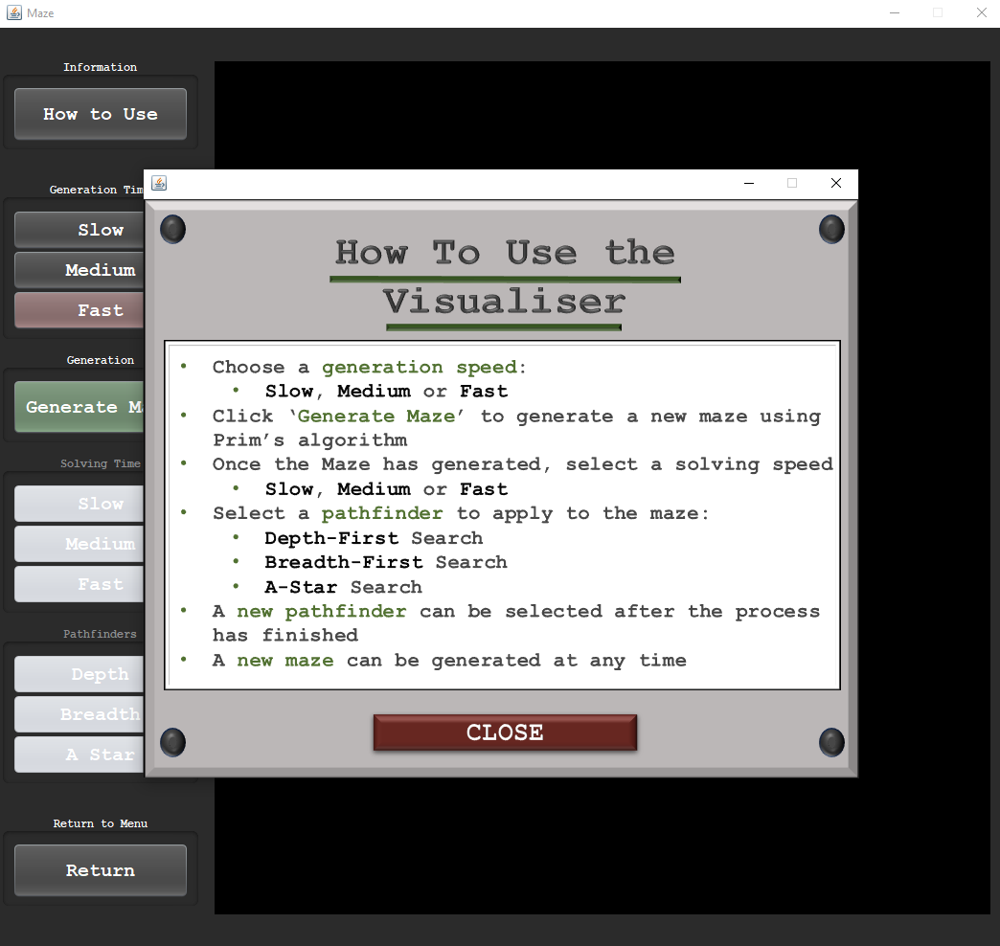 Maze
Information
How to Use
Generation Tim
Slow
Medium
Fast
Generation
Generate M
Solving Time
Slow
Medium
Fast
Pathfinders
Depth
Breadth
A Star
Return to Menu
Return
How To Use the
Visualiser
• Choose a generation speed:
• Slow, Medium or Fast
• Click ‘Generate Maze’ to generate a new maze using
Prim’s algorithm
• Once the Maze has generated, select a solving speed
• Slow, Medium or Fast
• Select a pathfinder to apply to the maze:
• Depth-First Search
• Breadth-First Search
• A-Star Search
• A new pathfinder can be selected after the process
has finished
• A new maze can be generated at any time
CLOSE